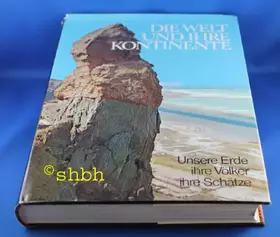 DIE WELT
UND IHRE
KONTINENTE
Unsere Erde
ihre Völker
ihre Schätze
©shbh